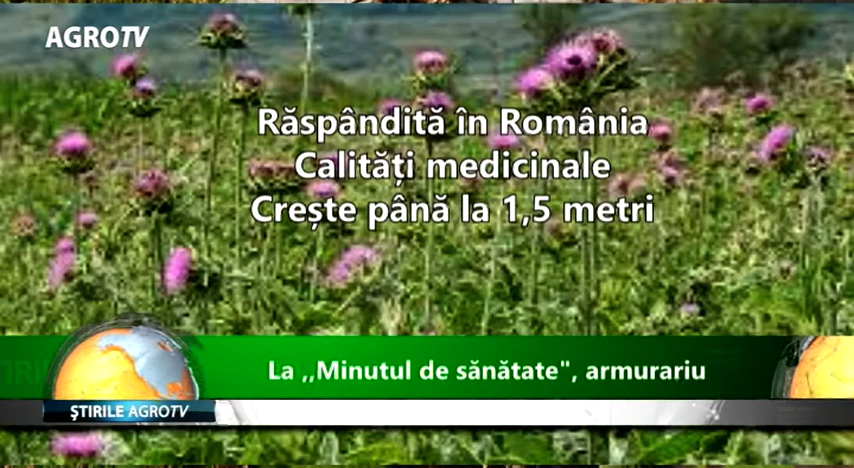 AGROTV
Răspândită în România
Calități medicinale
Crește până la 1,5 metri
La ,,Minutul de sănătate", armurariu
ȘTIRILE AGROTV